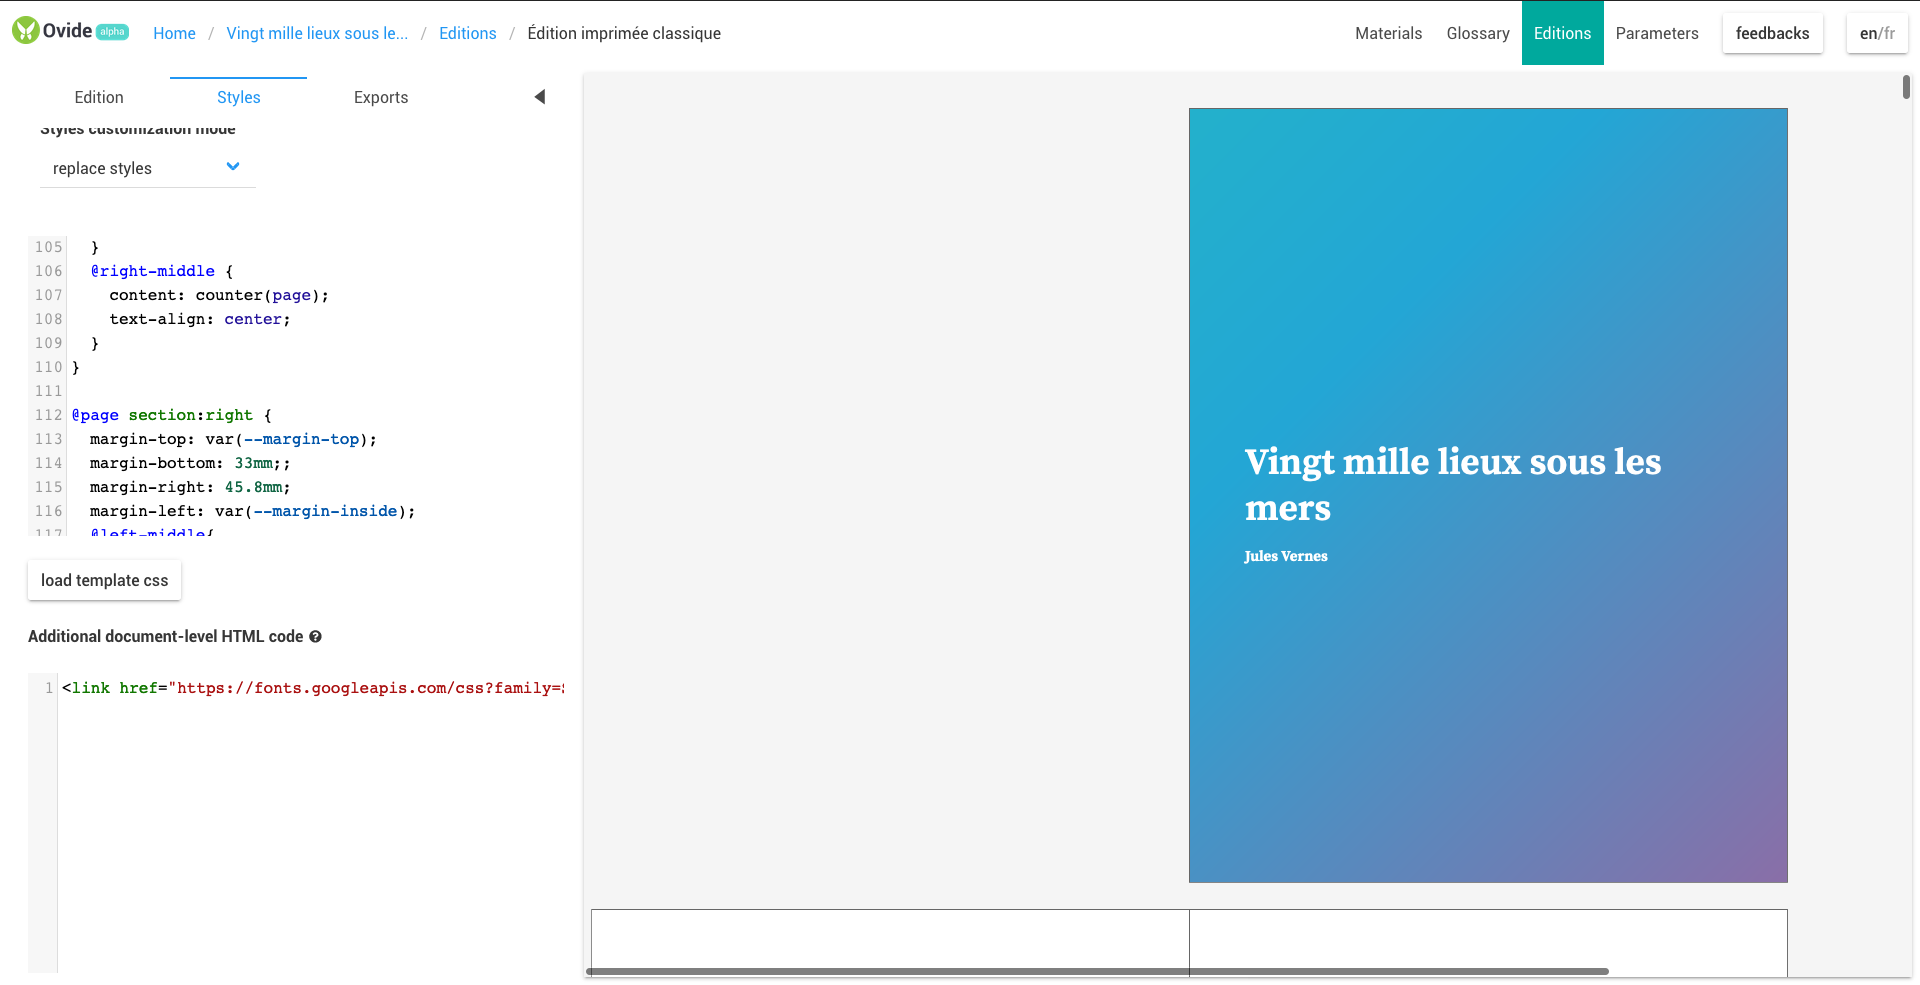 Ovide alpha Home / Vingt mille lieux sous le... / Editions / Édition imprimée classique Materials Glossary Editions Parameters feedbacks en/fr
Edition Styles Exports
Styles customization mode
replace styles
105 }
106 @right-middle {
107 content: counter(page);
108 text-align: center;
109 }
110 }
111
112 @page section:right {
113 margin-top: var(--margin-top);
114 margin-bottom: 33mm;;
115 margin-right: 45.8mm;
116 margin-left: var(--margin-inside);
117 @left-middle{
load template css
Additional document-level HTML code
1 <link href="https://fonts.googleapis.com/css?family=
Vingt mille lieux sous les
mers
Jules Vernes